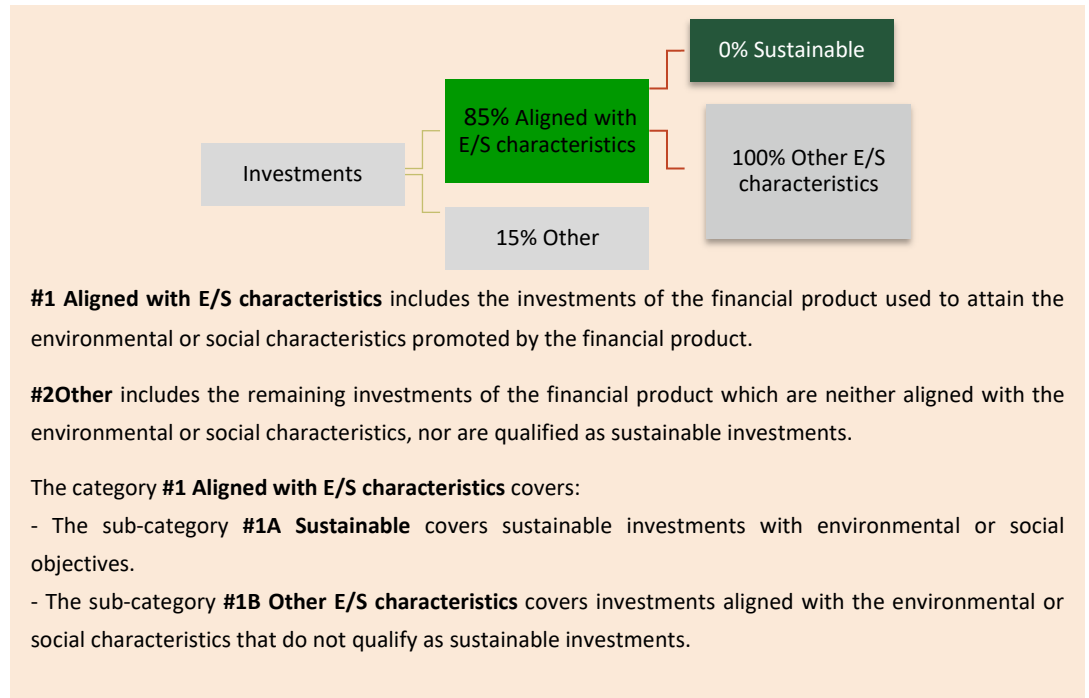 0% Sustainable
85% Aligned with
E/S characteristics
100% Other E/S
characteristics
Investments
15% Other
#1 Aligned with E/S characteristics includes the investments of the financial product used to attain the
environmental or social characteristics promoted by the financial product.
#2Other includes the remaining investments of the financial product which are neither aligned with the
environmental or social characteristics, nor are qualified as sustainable investments.
The category #1 Aligned with E/S characteristics covers:
- The sub-category #1A Sustainable covers sustainable investments with environmental or social
objectives.
- The sub-category #1B Other E/S characteristics covers investments aligned with the environmental or
social characteristics that do not qualify as sustainable investments.